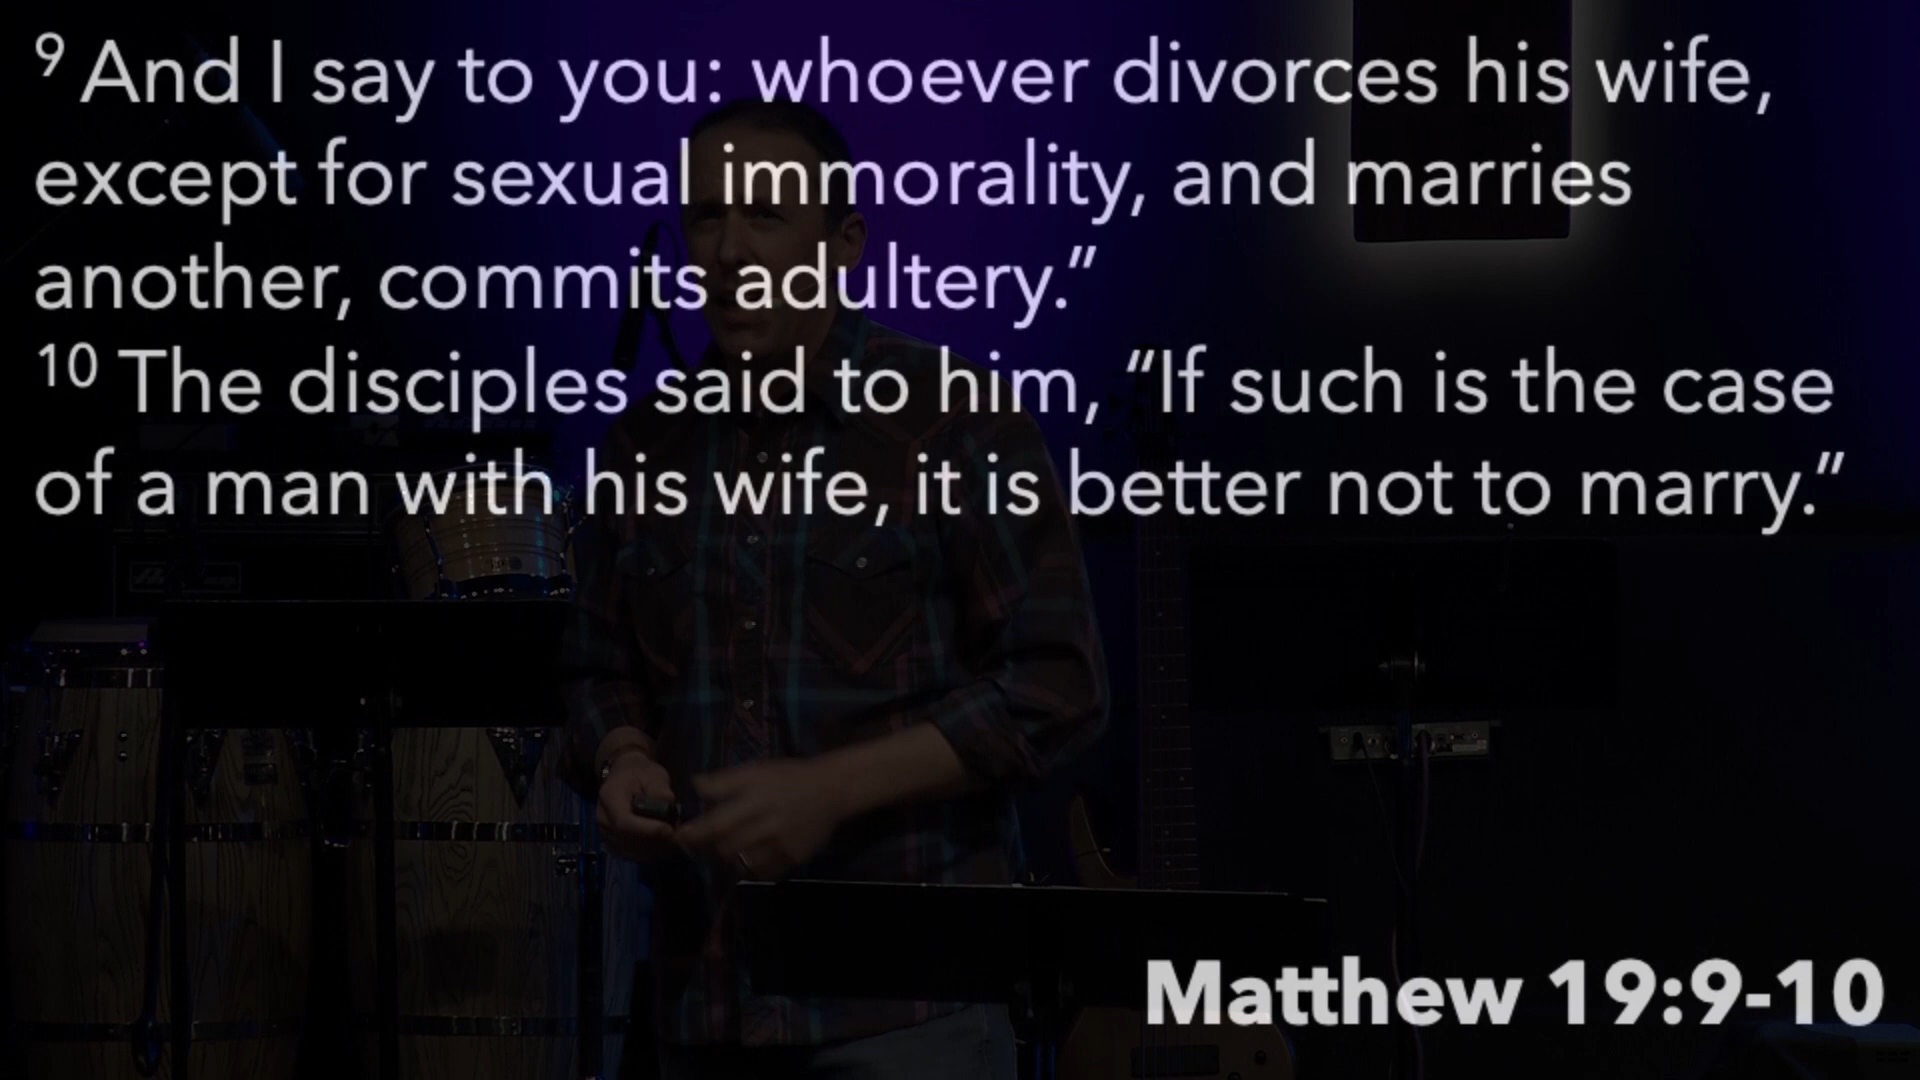 9 And I say to you: whoever divorces his wife,
except for sexual immorality, and marries
another, commits adultery.”
10 The disciples said to him, “If such is the case
of a man with his wife, it is better not to marry.”
Matthew 19:9-10